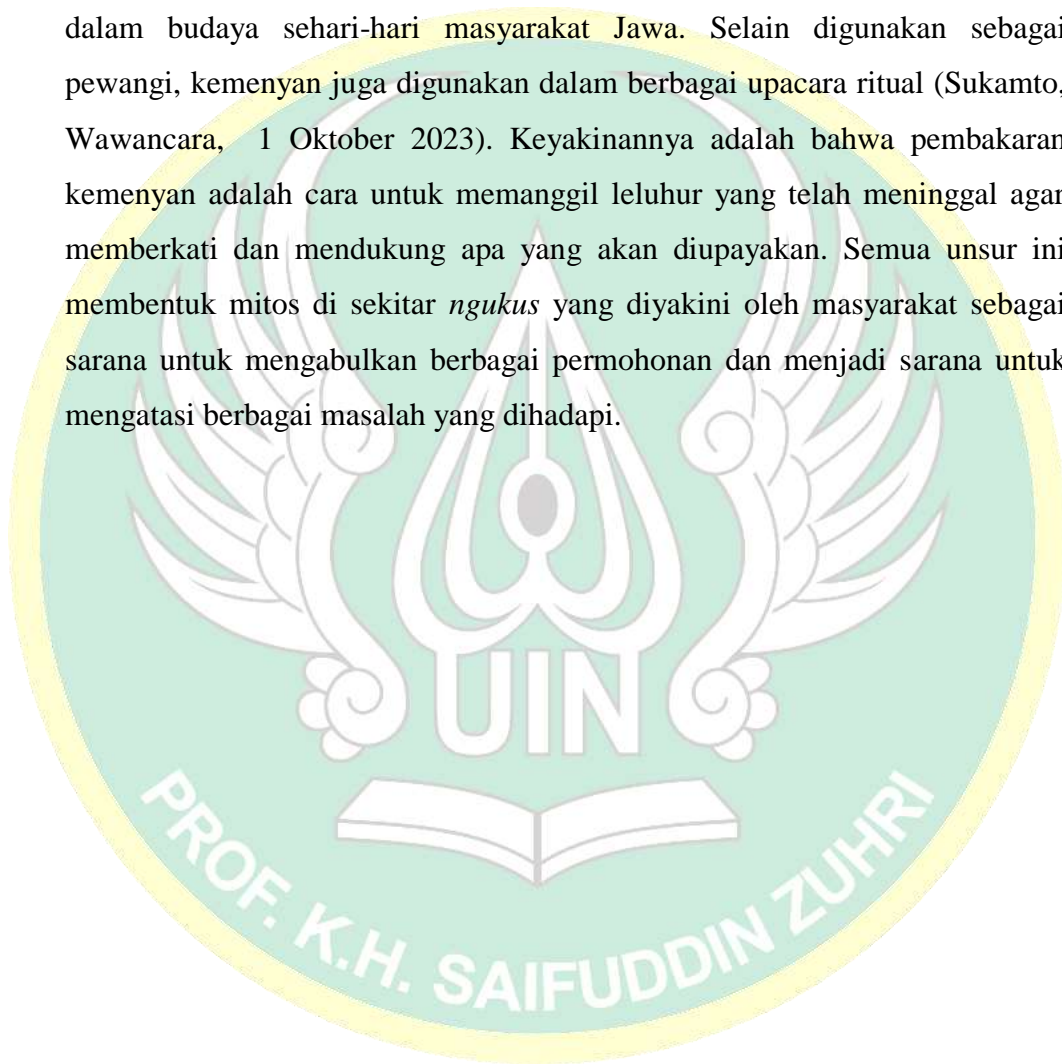 dalam budaya sehari-hari masyarakat Jawa. Selain digunakan sebagai
pewangi, kemenyan juga digunakan dalam berbagai upacara ritual (Sukamto,
Wawancara, 1 Oktober 2023). Keyakinannya adalah bahwa pembakaran
kemenyan adalah cara untuk memanggil leluhur yang telah meninggal agar
memberkati dan mendukung apa yang akan diupayakan. Semua unsur ini
membentuk mitos di sekitar ngukus yang diyakini oleh masyarakat sebagai
sarana untuk mengabulkan berbagai permohonan dan menjadi sarana untuk
mengatasi berbagai masalah yang dihadapi.
UIN
PROF. K.H. SAIFUDDIN ZUHRI